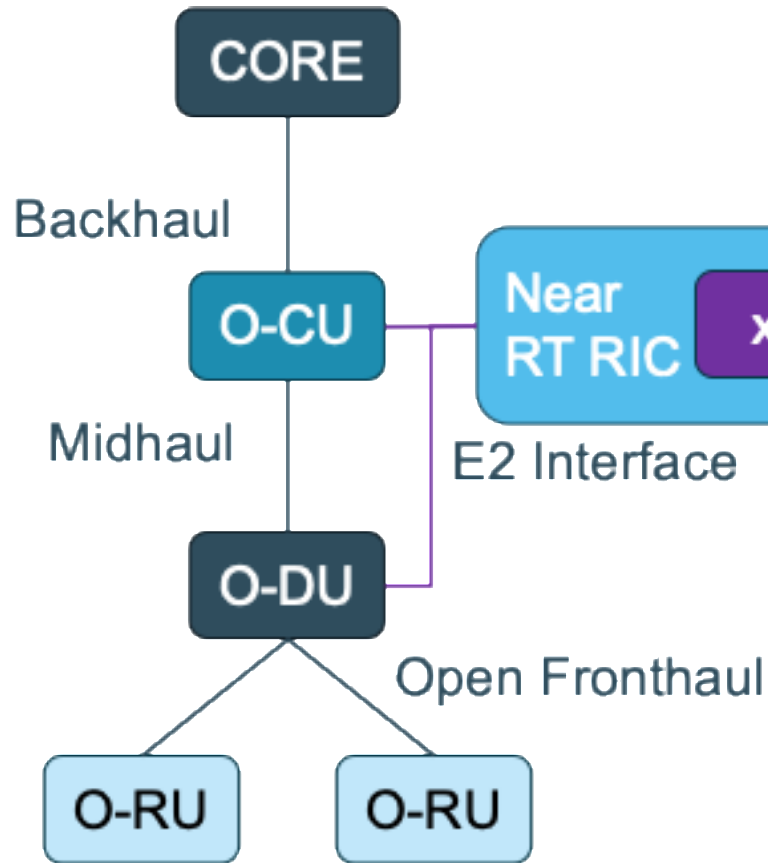 CORE
Backhaul
O-CU
Near
RT RIC
Midhaul
E2 Interface
O-DU
Open Fronthaul
O-RU
O-RU